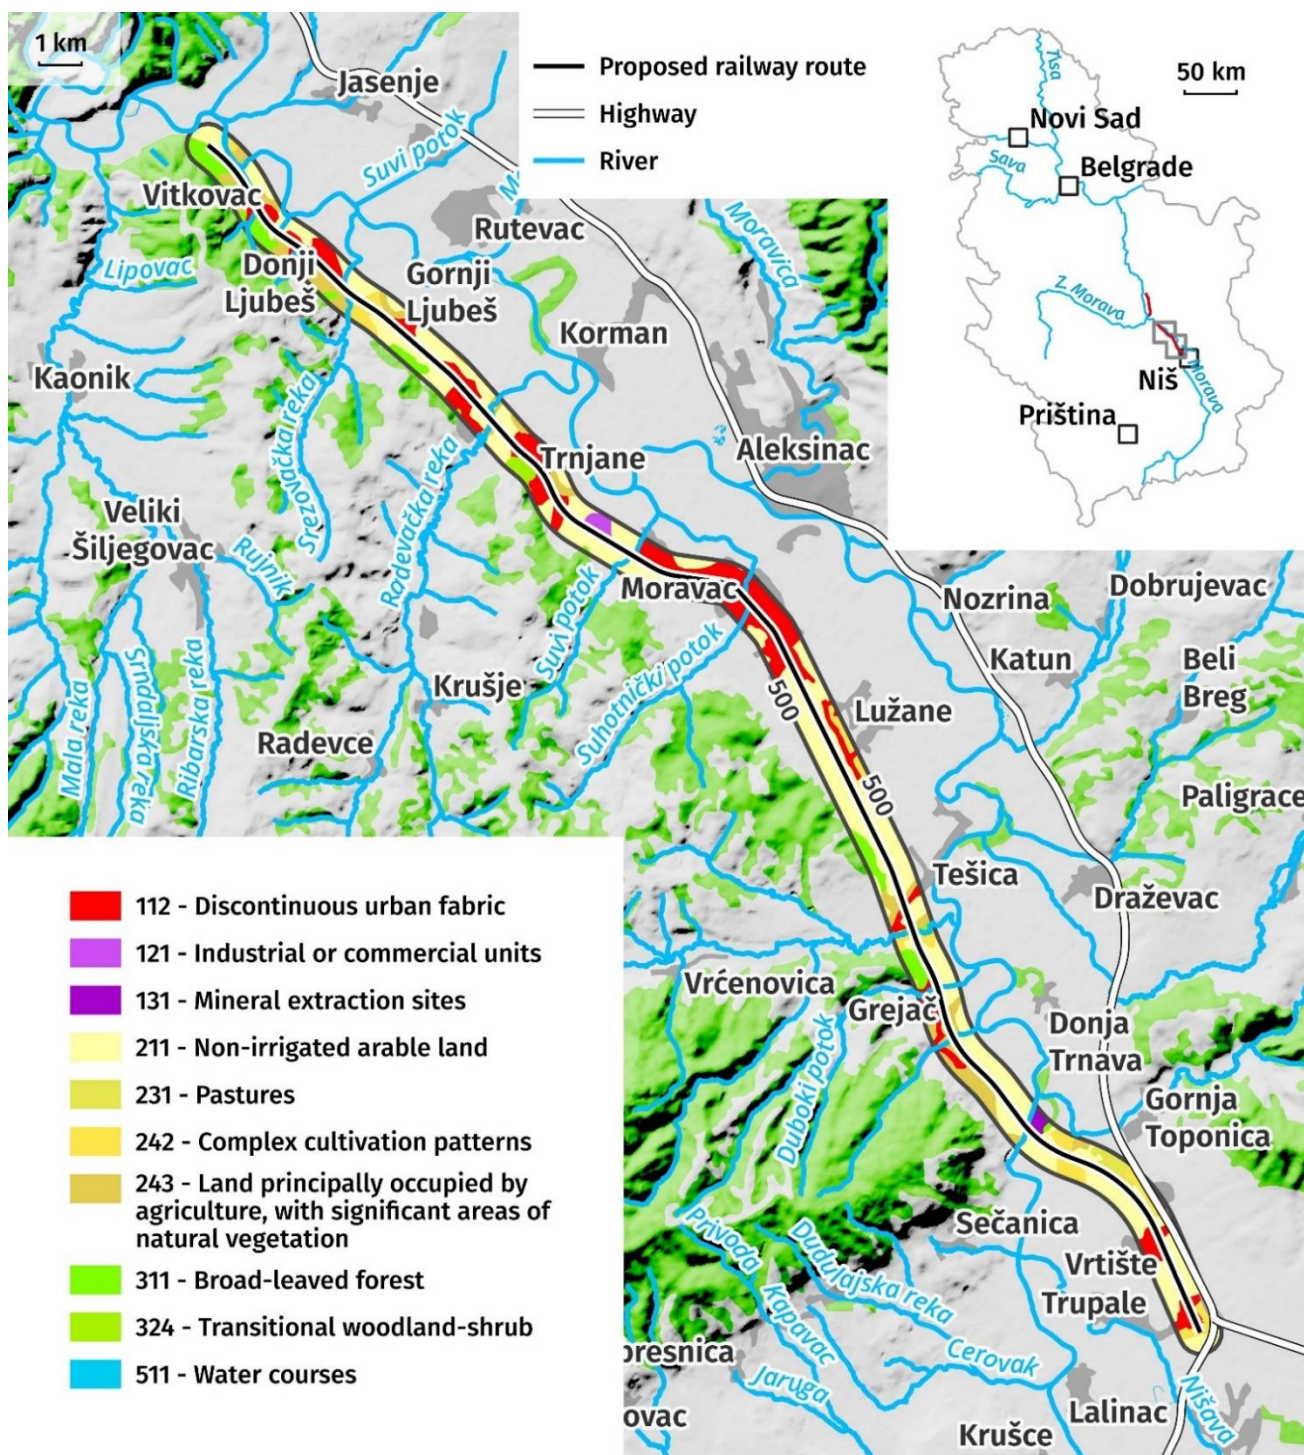 1 km
Jasenje
Suvi potok
Vitkovac
Rutevac
Donji
Ljubeš
Gornji
Ljubeš
Lipovac
Korman
Moravica
Kaonik
Srezovačka reka
Radevačka reka
Trnjane
Aleksinac
Veliki
Šiljegovac
Rujnik
Moravac
Suvi potok
Suhotnički potok
Krušje
Radevce
Mala reka
Srndaljska reka
Ribarska reka
500
500
Lužane
Nozrina
Katun
Dobrujevac
Beli
Breg
Paligrace
Tešica
Draževac
Vrćenovica
Grejač
Duboki potok
Donja
Trnava
Gornja
Toponica
Sečanica
Vrtište
Trupale
Privoda
Kapavac
Dudulajska reka
Cerovak
Jaruga
presnica
ovac
Krušce
Lalinac
Nišava
Proposed railway route
Highway
River
50 km
Tisa
Novi Sad
Sava
Belgrade
Z. Morava
Niš
Morava
Priština
112 - Discontinuous urban fabric
121 - Industrial or commercial units
131 - Mineral extraction sites
211 - Non-irrigated arable land
231 - Pastures
242 - Complex cultivation patterns
243 - Land principally occupied by
agriculture, with significant areas of
natural vegetation
311 - Broad-leaved forest
324 - Transitional woodland-shrub
511 - Water courses